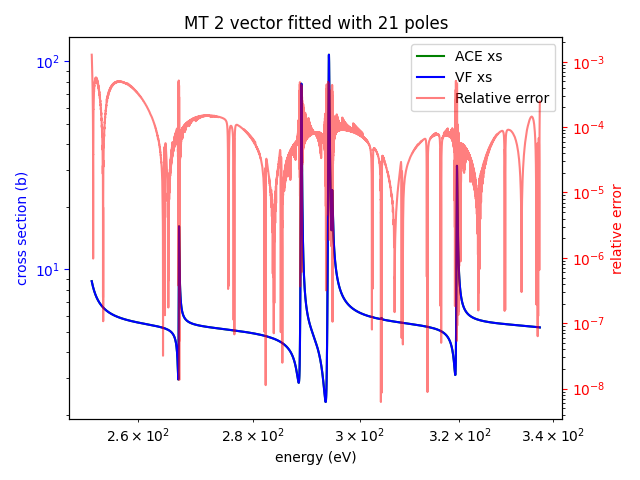 MT 2 vector fitted with 21 poles
ACE xs
VF xs
Relative error
cross section (b)
10²
10¹
relative error
10⁻³
10⁻⁴
10⁻⁵
10⁻⁶
10⁻⁷
10⁻⁸
2.6 × 10² 2.8 × 10² 3 × 10² 3.2 × 10² 3.4 × 10²
energy (eV)